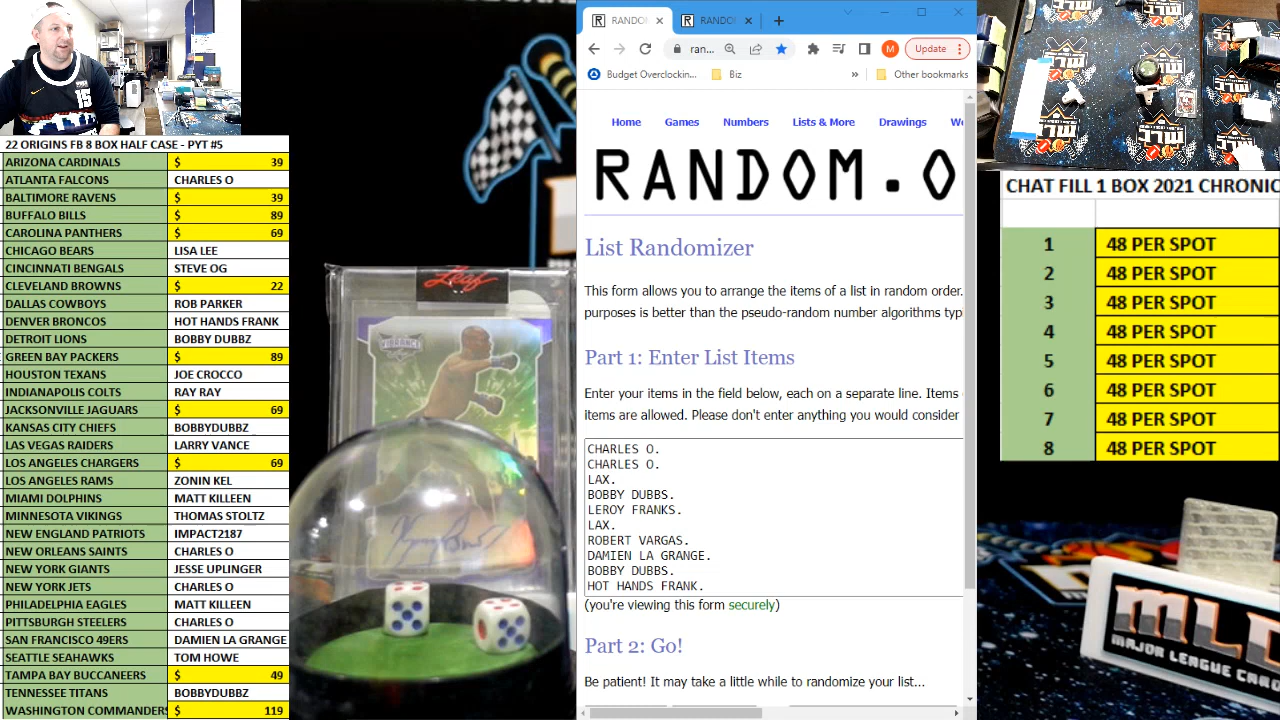 22 ORIGINS FB 8 BOX HALF CASE - PYT #5
ARIZONA CARDINALS $ 39
ATLANTA FALCONS CHARLES O
BALTIMORE RAVENS $ 39
BUFFALO BILLS $ 89
CAROLINA PANTHERS $ 69
CHICAGO BEARS LISA LEE
CINCINNATI BENGALS STEVE OG
CLEVELAND BROWNS $ 22
DALLAS COWBOYS ROB PARKER
DENVER BRONCOS HOT HANDS FRANK
DETROIT LIONS BOBBY DUBBZ
GREEN BAY PACKERS $ 89
HOUSTON TEXANS JOE CROCCO
INDIANAPOLIS COLTS RAY RAY
JACKSONVILLE JAGUARS $ 69
KANSAS CITY CHIEFS BOBBYDUBBZ
LAS VEGAS RAIDERS LARRY VANCE
LOS ANGELES CHARGERS $ 69
LOS ANGELES RAMS ZONIN KEL
MIAMI DOLPHINS MATT KILLEEN
MINNESOTA VIKINGS THOMAS STOLTZ
NEW ENGLAND PATRIOTS IMPACT2187
NEW ORLEANS SAINTS CHARLES O
NEW YORK GIANTS JESSE UPLINGER
NEW YORK JETS CHARLES O
PHILADELPHIA EAGLES MATT KILLEEN
PITTSBURGH STEELERS CHARLES O
SAN FRANCISCO 49ERS DAMIEN LA GRANGE
SEATTLE SEAHAWKS TOM HOWE
TAMPA BAY BUCCANEERS $ 49
TENNESSEE TITANS BOBBYDUBBZ
WASHINGTON COMMANDERS $ 119
Leaf
VIBRANCE
RANDO
RANDO
ran...
M
Update
Budget Overclockin...
Biz
»
Other bookmarks
Home Games Numbers Lists & More Drawings We
RANDOM.O
List Randomizer
This form allows you to arrange the items of a list in random order.
purposes is better than the pseudo-random number algorithms typ
Part 1: Enter List Items
Enter your items in the field below, each on a separate line. Items
items are allowed. Please don't enter anything you would consider
CHARLES O.
CHARLES O.
LAX.
BOBBY DUBBS.
LEROY FRANKS.
LAX.
ROBERT VARGAS.
DAMIEN LA GRANGE.
BOBBY DUBBS.
HOT HANDS FRANK.
(you're viewing this form securely)
Part 2: Go!
Be patient! It may take a little while to randomize your list...
CHAT FILL 1 BOX 2021 CHRONIC
1 48 PER SPOT
2 48 PER SPOT
3 48 PER SPOT
4 48 PER SPOT
5 48 PER SPOT
6 48 PER SPOT
7 48 PER SPOT
8 48 PER SPOT
MLC
MAJOR LEAGUE CARD